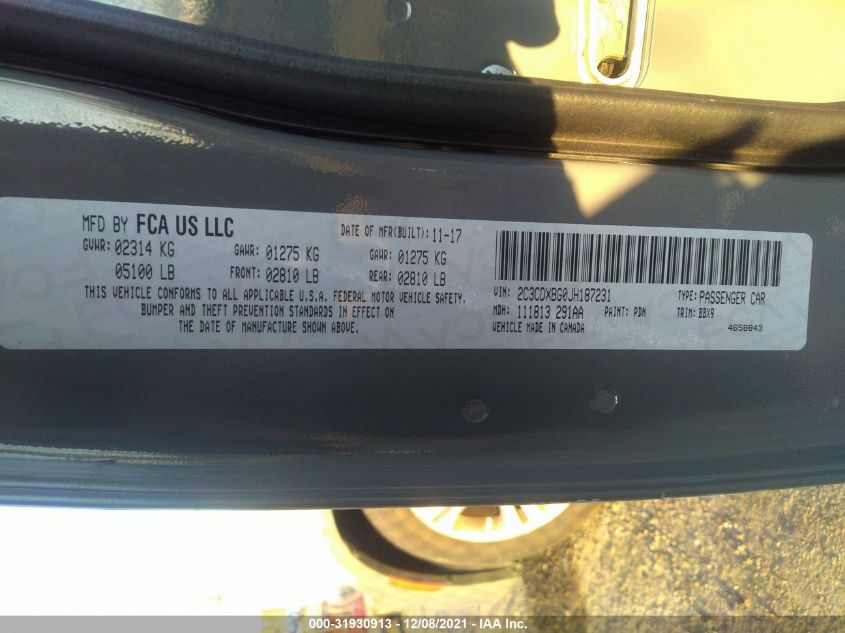 MFD BY FCA US LLC
DATE OF MFR(BUILT): 11-17
GVWR: 02314 KG
GAWR: 01275 KG
GAWR: 01275 KG
05100 LB
FRONT: 02810 LB
REAR: 02810 LB
THIS VEHICLE CONFORMS TO ALL APPLICABLE U.S.A. FEDERAL MOTOR VEHICLE SAFETY,
BUMPER AND THEFT PREVENTION STANDARDS IN EFFECT ON
THE DATE OF MANUFACTURE SHOWN ABOVE.
VIN: 2C3CDXBG0JH187231
TYPE: PASSENGER CAR
MDH: 111813 291AA
PAINT: PDN
TRIM: BBX9
VEHICLE MADE IN CANADA
4658843
000-31930913 - 12/08/2021 - IAA Inc.